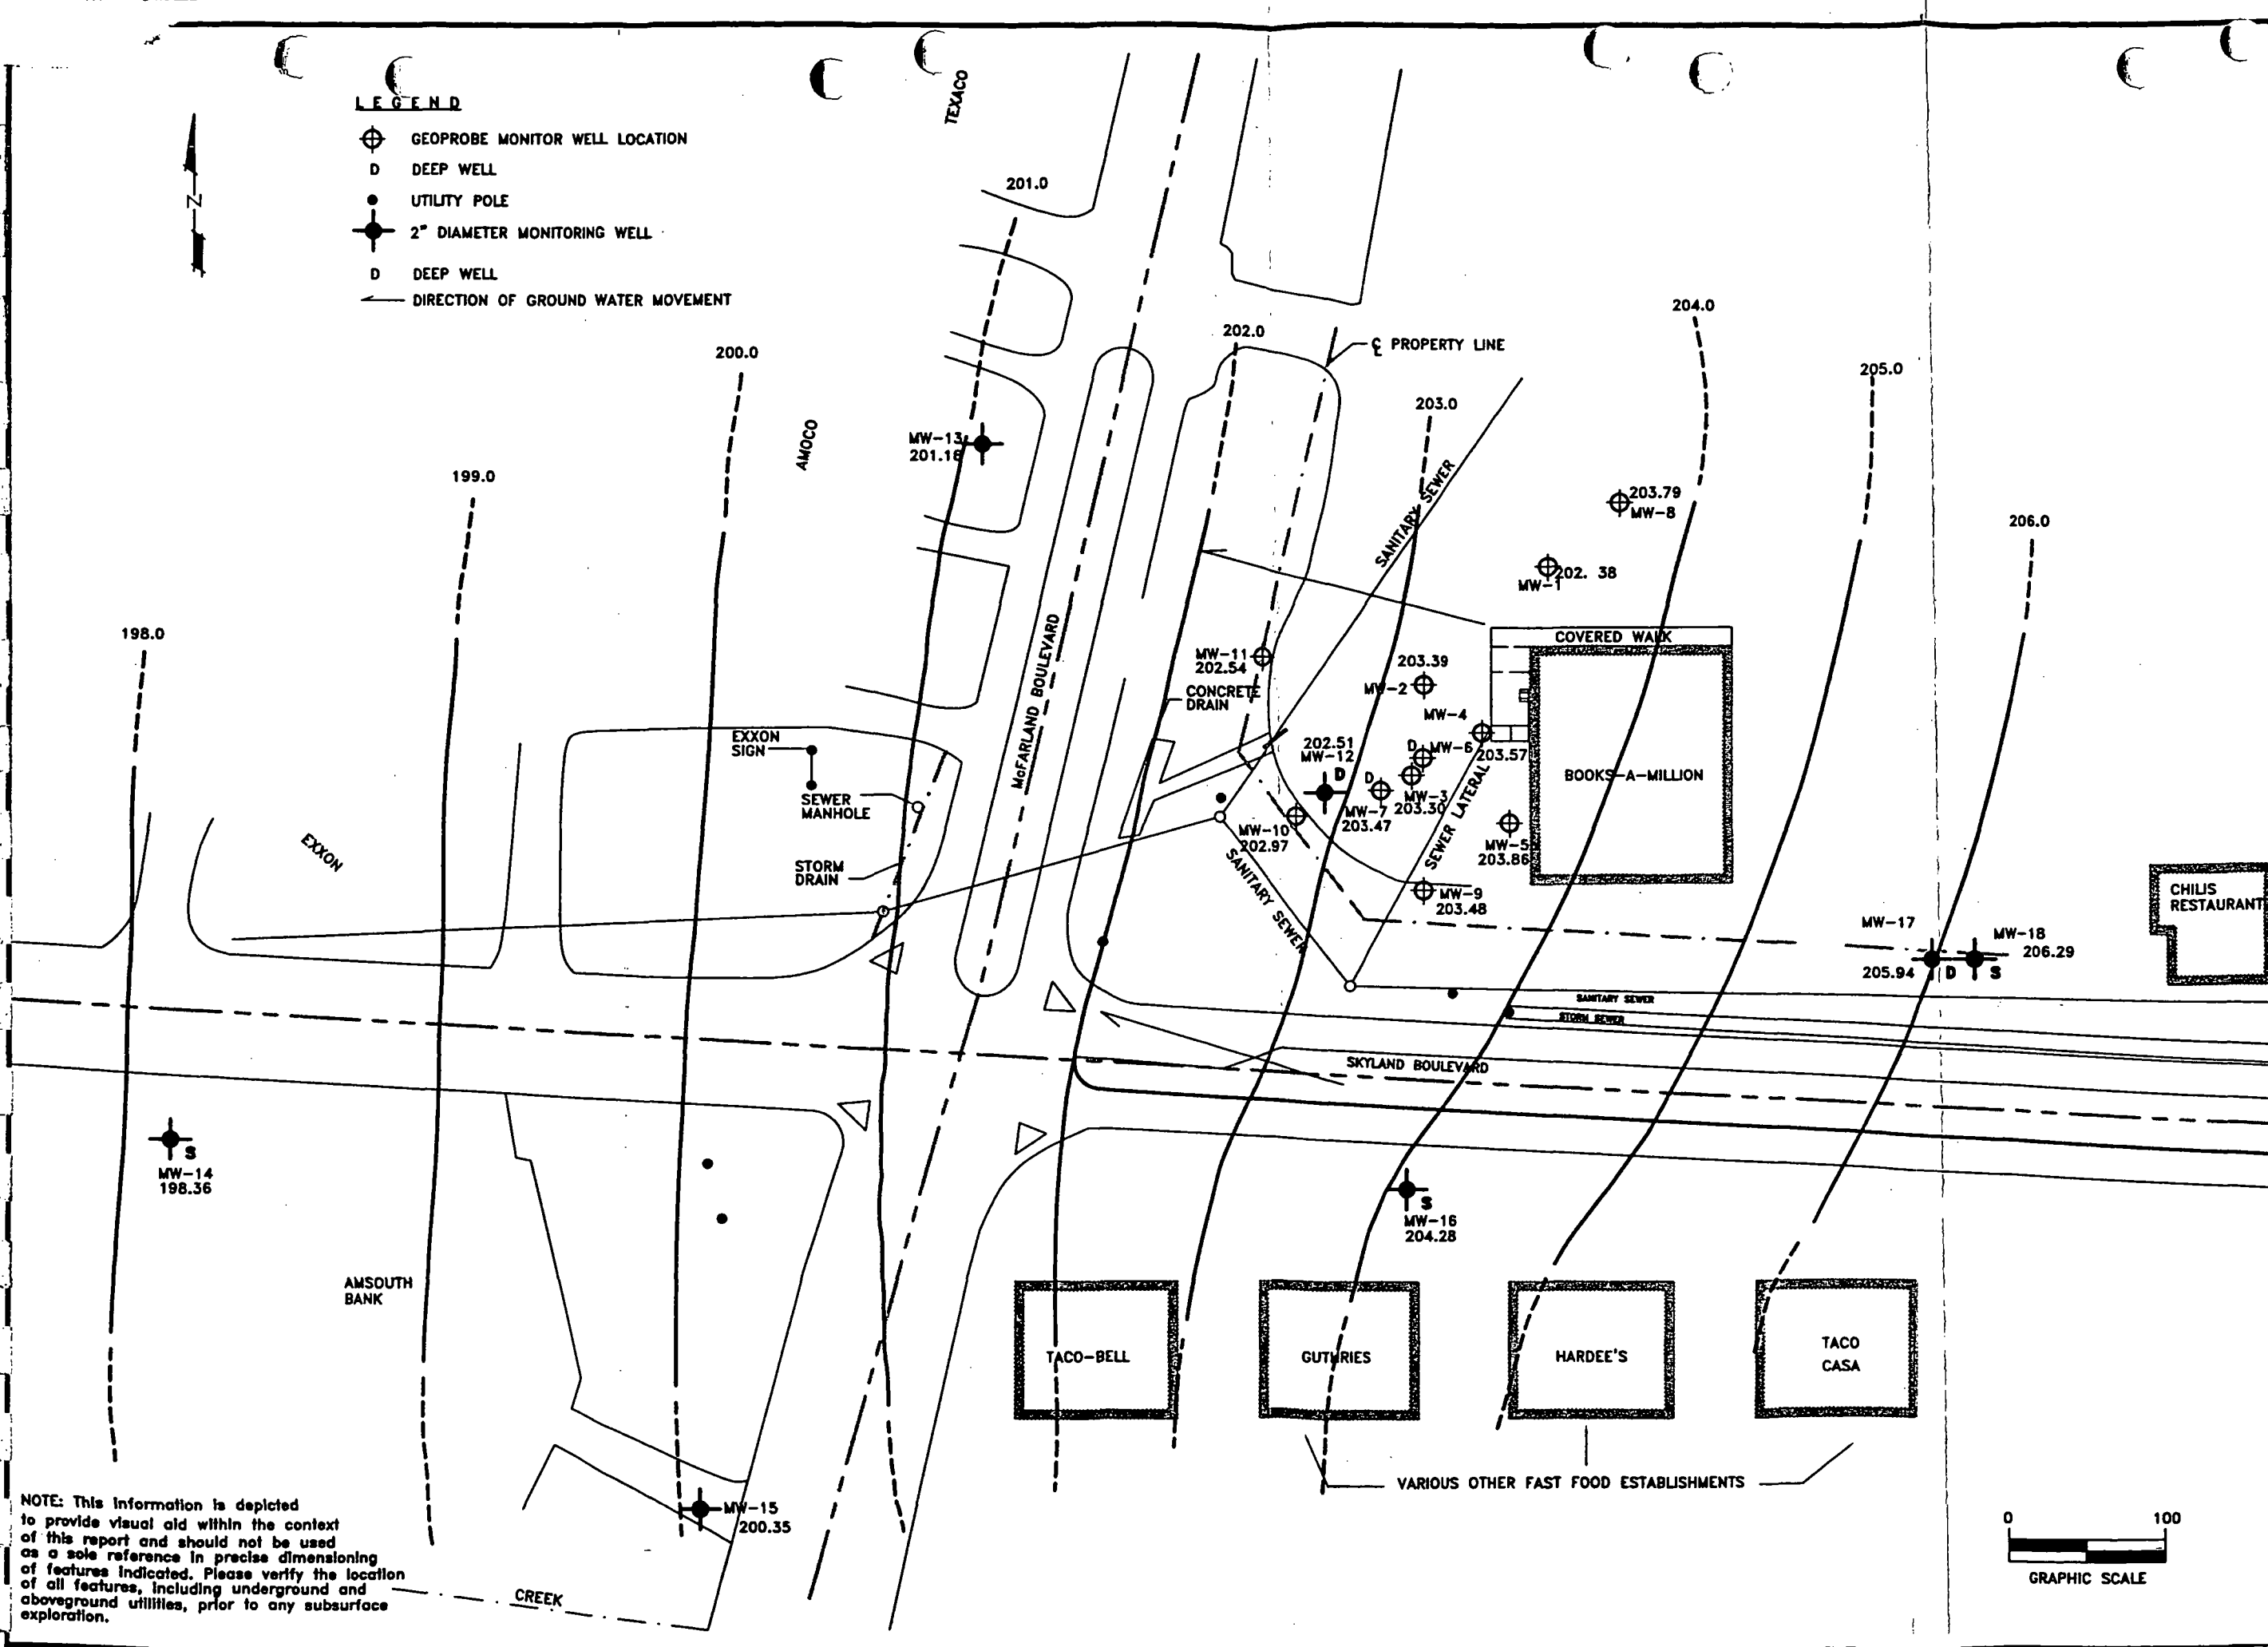 LEGEND
GEOPROBE MONITOR WELL LOCATION
D DEEP WELL
UTILITY POLE
2" DIAMETER MONITORING WELL
D DEEP WELL
DIRECTION OF GROUND WATER MOVEMENT
N
TEXACO
201.0
200.0
202.0
℄ PROPERTY LINE
204.0
205.0
203.0
AMOCO
MW-13
201.18
199.0
SANITARY SEWER
203.79
MW-8
206.0
202. 38
MW-1
198.0
McFARLAND BOULEVARD
COVERED WALK
MW-11
202.54
203.39
MW-2
CONCRETE
DRAIN
MW-4
EXXON
SIGN
202.51
MW-12
D
D
MW-6
203.57
D
BOOKS-A-MILLION
SEWER
MANHOLE
MW-3
203.30
MW-7
203.47
SEWER LATERAL
MW-10
202.97
MW-5
203.86
EXXON
STORM
DRAIN
SANITARY SEWER
MW-9
203.48
CHILIS
RESTAURANT
MW-17
205.94
D
MW-18
206.29
S
SANITARY SEWER
STORM SEWER
SKYLAND BOULEVARD
S
MW-14
198.36
S
MW-16
204.28
AMSOUTH
BANK
TACO-BELL
GUTHRIES
HARDEE'S
TACO
CASA
VARIOUS OTHER FAST FOOD ESTABLISHMENTS
MW-15
200.35
NOTE: This information is depicted
to provide visual aid within the context
of this report and should not be used
as a sole reference in precise dimensioning
of features indicated. Please verify the location
of all features, including underground and
aboveground utilities, prior to any subsurface
exploration.
CREEK
0 100
GRAPHIC SCALE